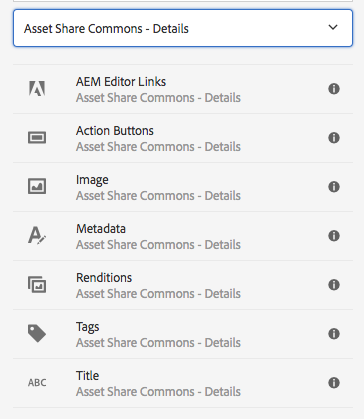 Asset Share Commons - Details
AEM Editor Links
Asset Share Commons - Details
Action Buttons
Asset Share Commons - Details
Image
Asset Share Commons - Details
Metadata
Asset Share Commons - Details
Renditions
Asset Share Commons - Details
Tags
Asset Share Commons - Details
ABC
Title
Asset Share Commons - Details